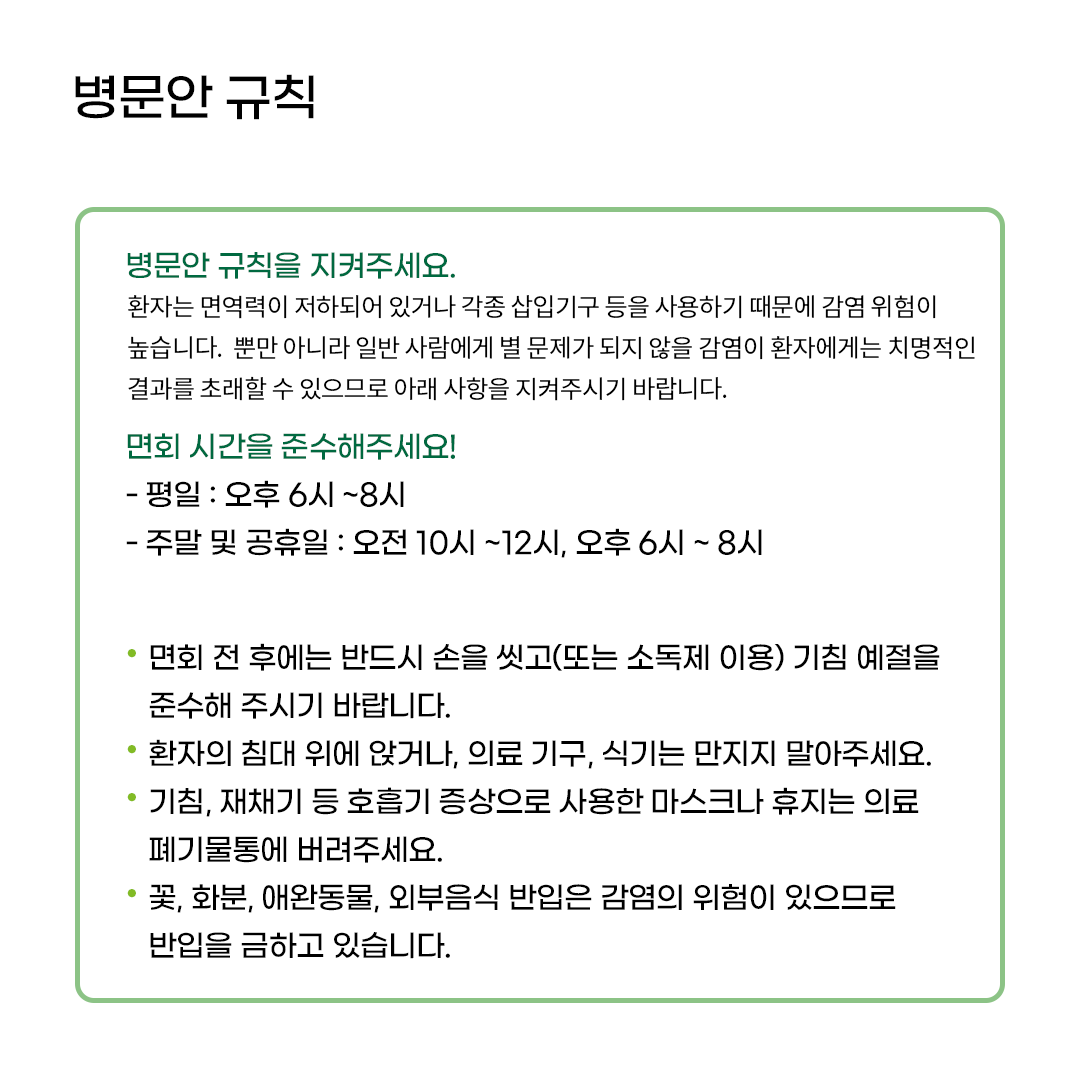 병문안 규칙
병문안 규칙을 지켜주세요.
환자는 면역력이 저하되어 있거나 각종 삽입기구 등을 사용하기 때문에 감염 위험이
높습니다. 뿐만 아니라 일반 사람에게 별 문제가 되지 않을 감염이 환자에게는 치명적인
결과를 초래할 수 있으므로 아래 사항을 지켜주시기 바랍니다.
면회 시간을 준수해주세요!
- 평일 : 오후 6시 ~8시
- 주말 및 공휴일 : 오전 10시 ~12시, 오후 6시 ~ 8시
• 면회 전 후에는 반드시 손을 씻고(또는 소독제 이용) 기침 예절을
준수해 주시기 바랍니다.
• 환자의 침대 위에 앉거나, 의료 기구, 식기는 만지지 말아주세요.
• 기침, 재채기 등 호흡기 증상으로 사용한 마스크나 휴지는 의료
폐기물통에 버려주세요.
• 꽃, 화분, 애완동물, 외부음식 반입은 감염의 위험이 있으므로
반입을 금하고 있습니다.